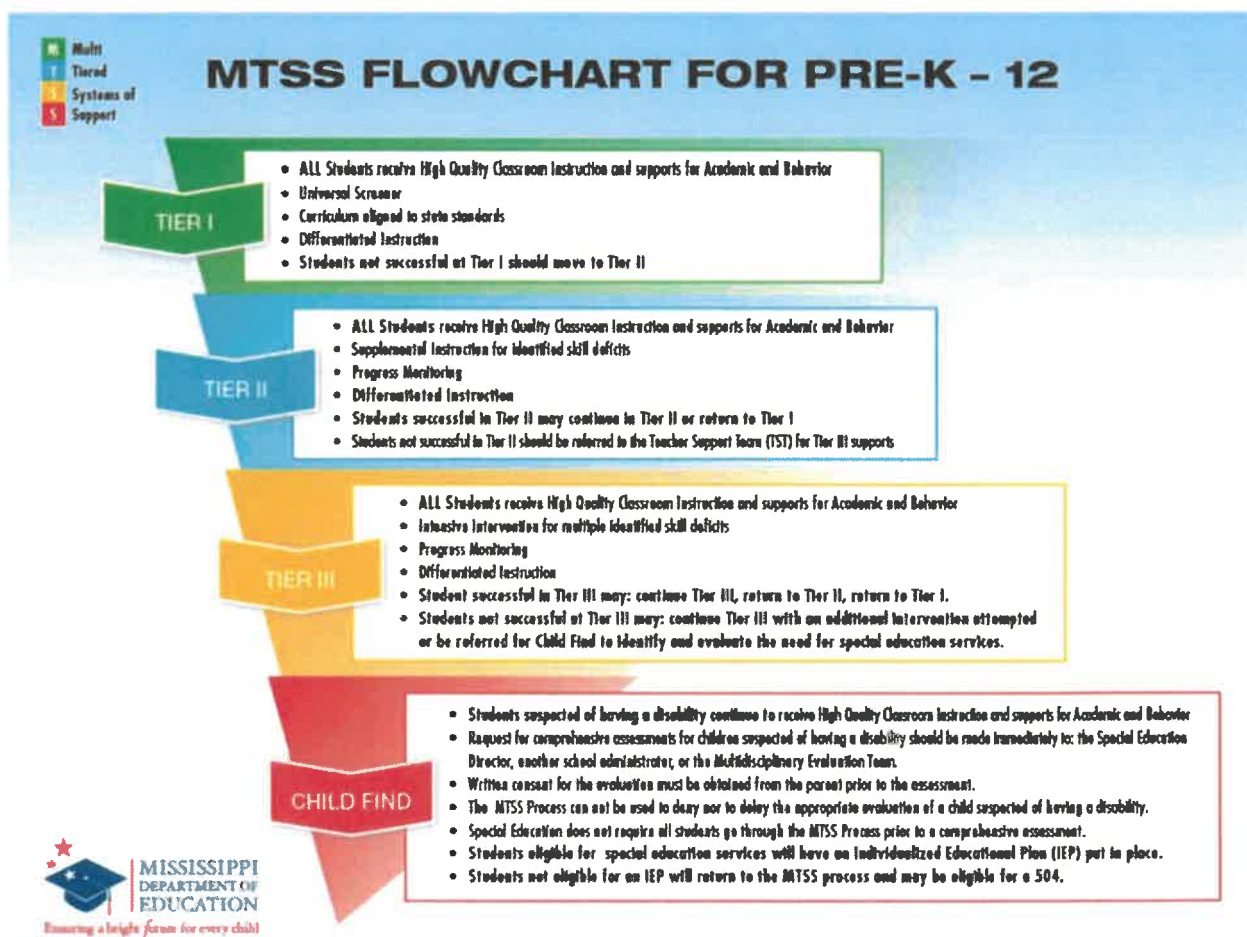 M Multi
T Tiered
S Systems of
S Support
MTSS FLOWCHART FOR PRE-K – 12
TIER I
• ALL Students receive High Quality Classroom Instruction and supports for Academic and Behavior
• Universal Screener
• Curriculum aligned to state standards
• Differentiated Instruction
• Students not successful at Tier I should move to Tier II
TIER II
• ALL Students receive High Quality Classroom Instruction and supports for Academic and Behavior
• Supplemental Instruction for identified skill deficits
• Progress Monitoring
• Differentiated Instruction
• Students successful in Tier II may continue in Tier II or return to Tier I
• Students not successful in Tier II should be referred to the Teacher Support Team (TST) for Tier III supports
TIER III
• ALL Students receive High Quality Classroom Instruction and supports for Academic and Behavior
• Intensive Intervention for multiple identified skill deficits
• Progress Monitoring
• Differentiated Instruction
• Student successful in Tier III may: continue Tier III, return to Tier II, return to Tier I.
• Students not successful at Tier III may: continue Tier III with an additional intervention attempted
or be referred for Child Find to identify and evaluate the need for special education services.
CHILD FIND
• Students suspected of having a disability continue to receive High Quality Classroom Instruction and supports for Academic and Behavior
• Request for comprehensive assessments for children suspected of having a disability should be made immediately to: the Special Education
Director, another school administrator, or the Multidisciplinary Evaluation Team.
• Written consent for the evaluation must be obtained from the parent prior to the assessment.
• The MTSS Process can not be used to deny nor to delay the appropriate evaluation of a child suspected of having a disability.
• Special Education does not require all students go through the MTSS Process prior to a comprehensive assessment.
• Students eligible for special education services will have an Individualized Educational Plan (IEP) put in place.
• Students not eligible for an IEP will return to the MTSS process and may be eligible for a 504.
MISSISSIPPI
DEPARTMENT OF
EDUCATION
Ensuring a bright future for every child